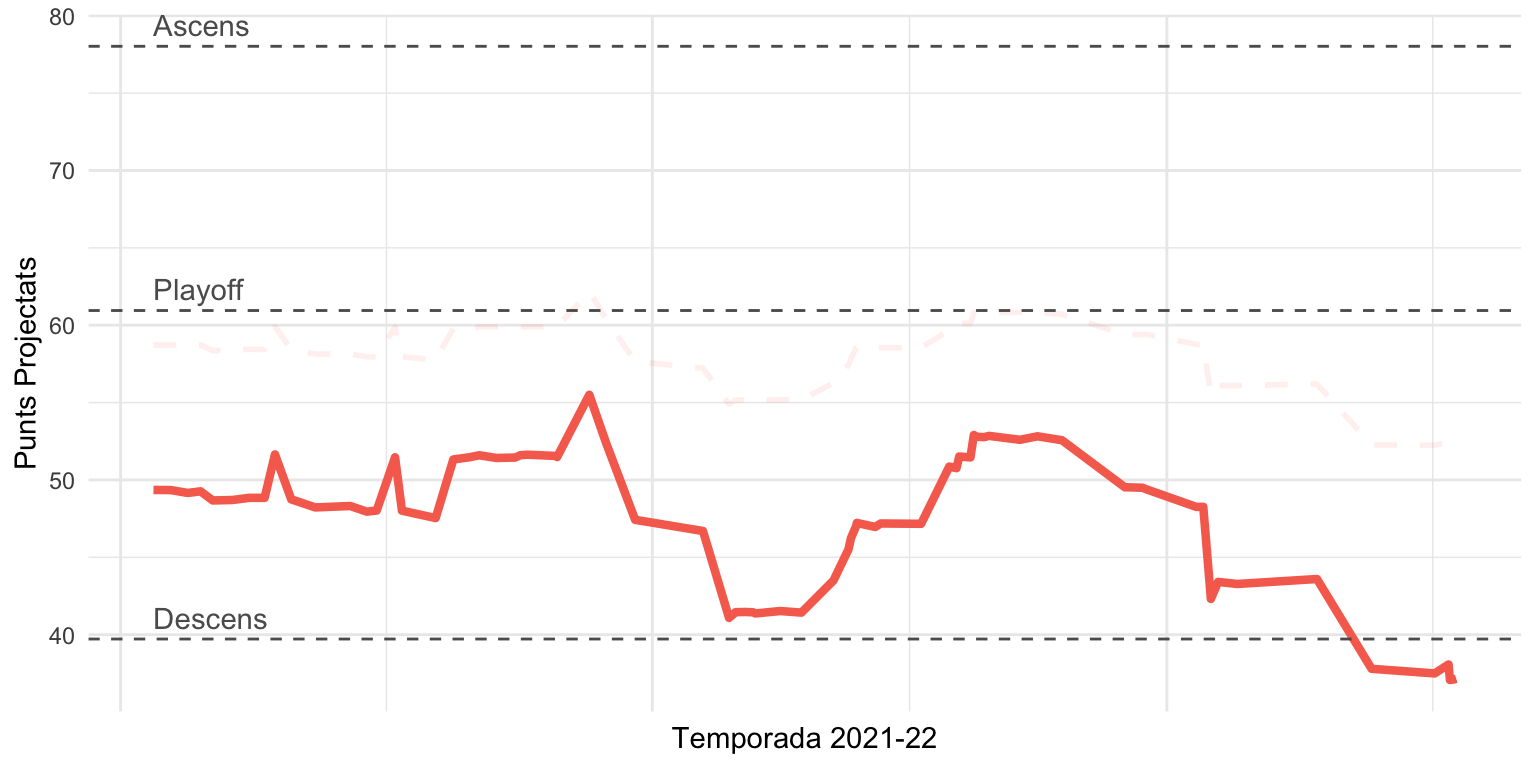 80
Ascens
70
Playoff
60
Punts Projectats
50
Descens
40
Temporada 2021-22